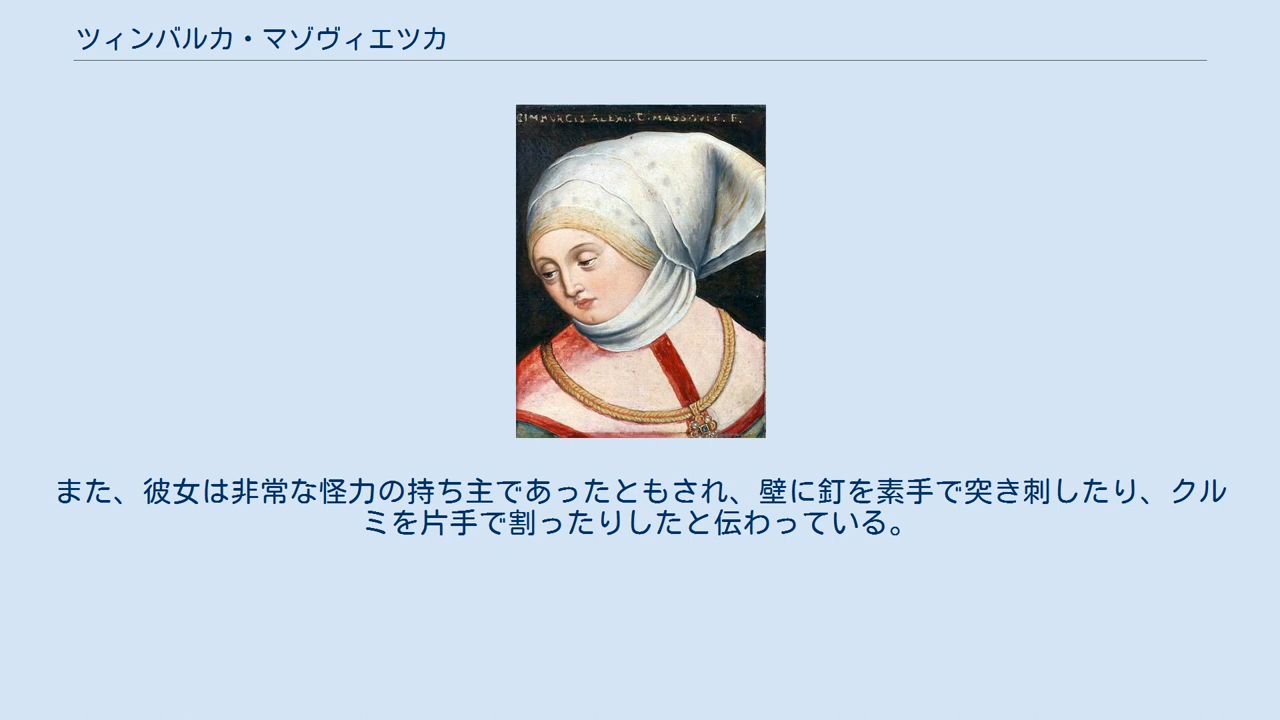 ツィンバルカ・マゾヴィエツカ
CIMBVRGIS ALEXII. D. MASSOVIE. F.
また、彼女は非常な怪力の持ち主であったともされ、壁に釘を素手で突き刺したり、クル
ミを片手で割ったりしたと伝わっている。